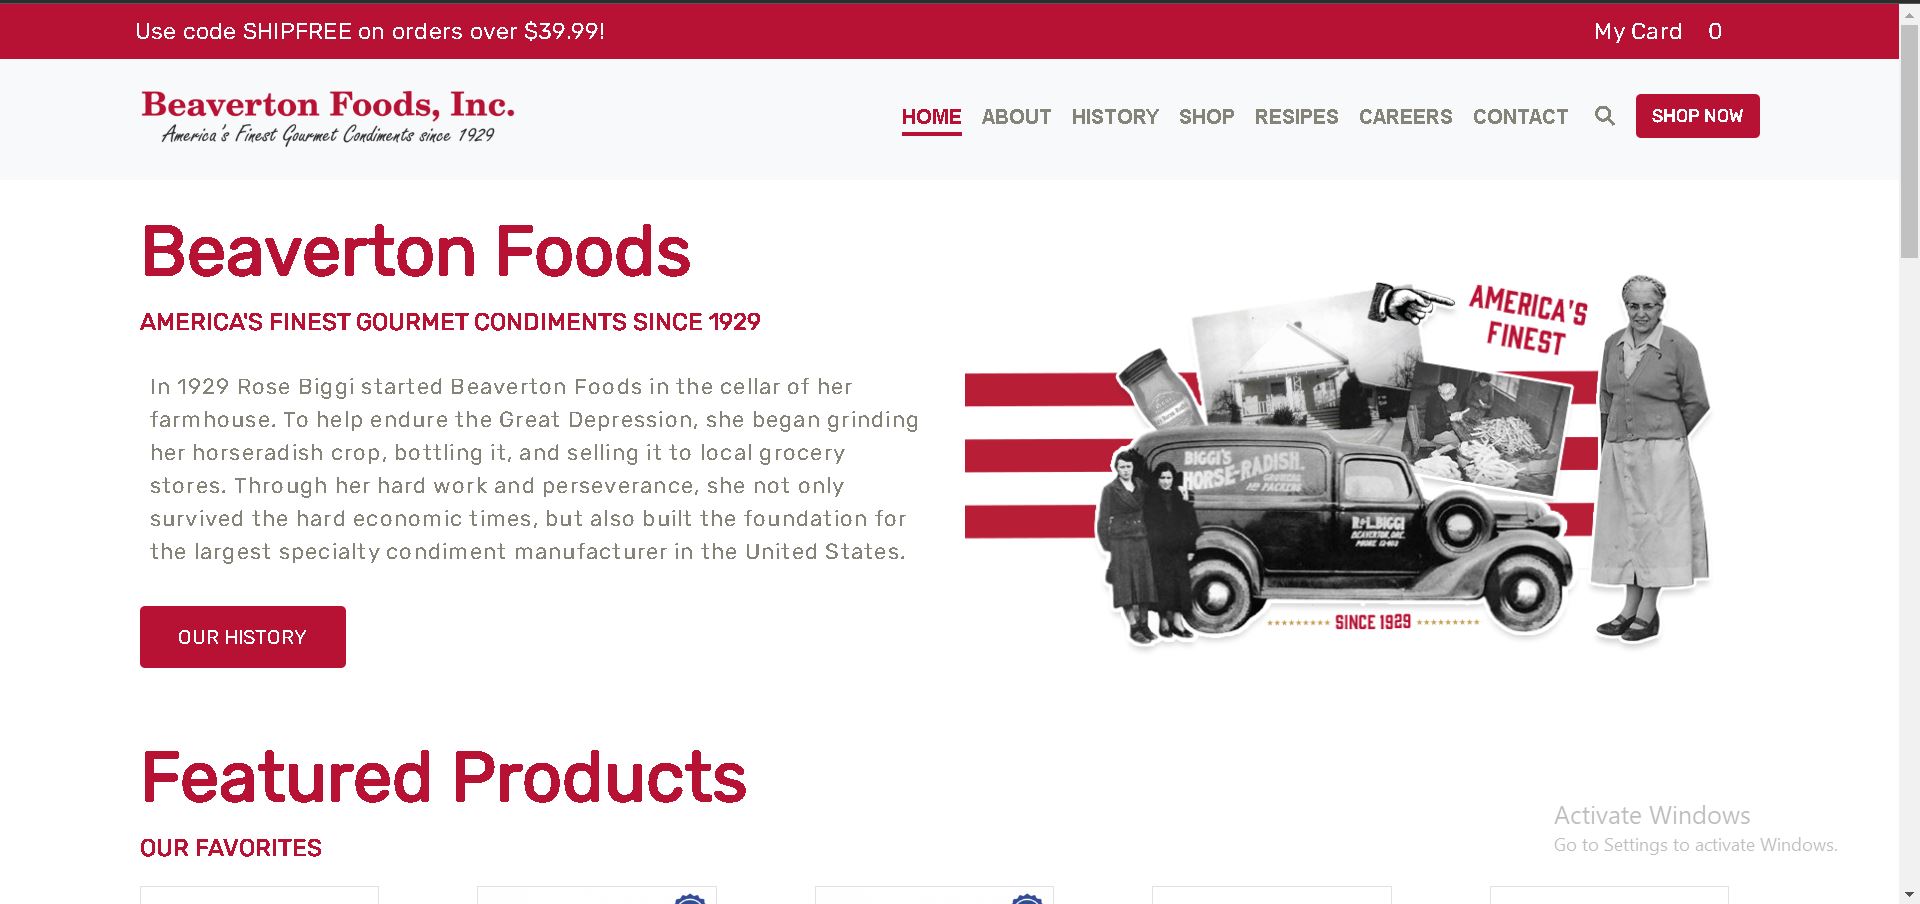 Use code SHIPFREE on orders over $39.99!
My Card 0
Beaverton Foods, Inc.
America's Finest Gourmet Condiments since 1929
HOME ABOUT HISTORY SHOP RESIPES CAREERS CONTACT SHOP NOW
Beaverton Foods
AMERICA'S FINEST GOURMET CONDIMENTS SINCE 1929
In 1929 Rose Biggi started Beaverton Foods in the cellar of her
farmhouse. To help endure the Great Depression, she began grinding
her horseradish crop, bottling it, and selling it to local grocery
stores. Through her hard work and perseverance, she not only
survived the hard economic times, but also built the foundation for
the largest specialty condiment manufacturer in the United States.
OUR HISTORY
AMERICA'S
FINEST
BIGGI'S
HORSE-RADISH
GROWERS
AND PACKERS
R & L. BIGGI
BEAVERTON, ORE.
SINCE 1929
Featured Products
OUR FAVORITES
Activate Windows
Go to Settings to activate Windows.